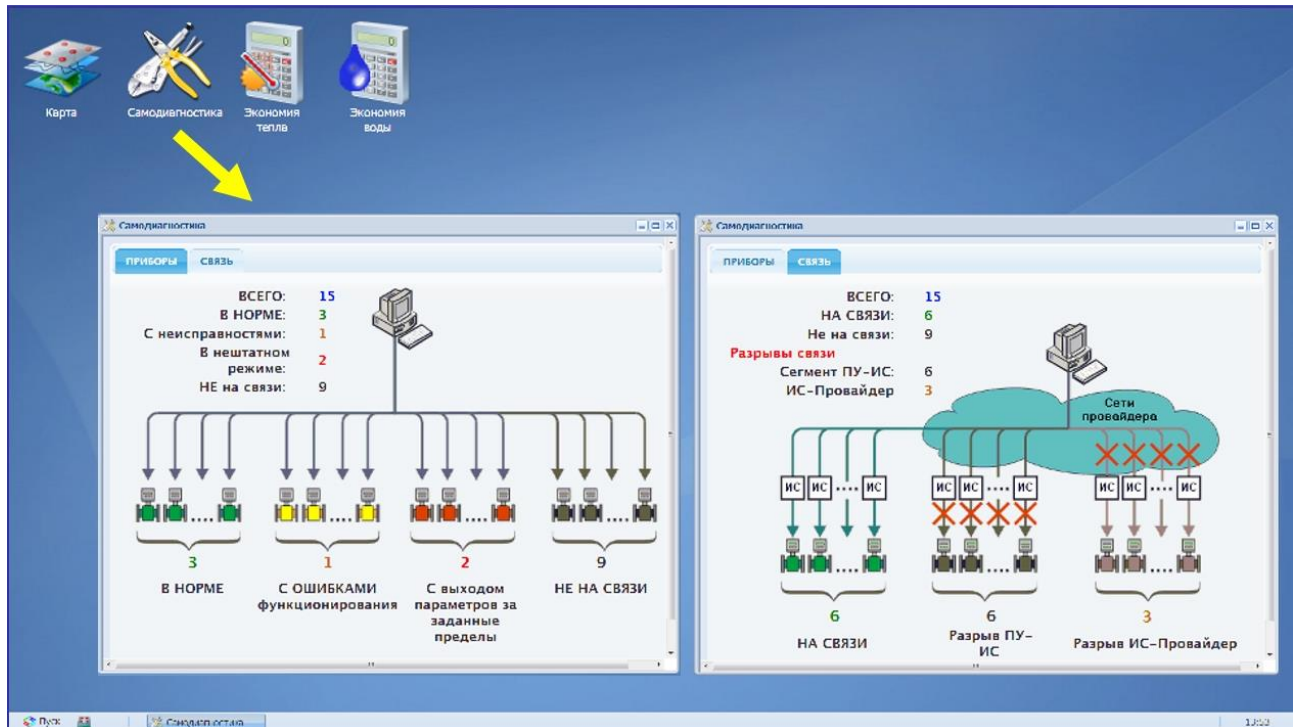 Карта
Самодиагностика
Экономия
тепла
Экономия
воды
Самодиагностика
ПРИБОРЫ СВЯЗЬ
ВСЕГО: 15
В НОРМЕ: 3
С неисправностями: 1
В нештатном
режиме: 2
НЕ на связи: 9
.... .... .... ....
3
1
2
9
В НОРМЕ
С ОШИБКАМИ
функционирования
С выходом
параметров за
заданные
пределы
НЕ НА СВЯЗИ
Самодиагностика
ПРИБОРЫ СВЯЗЬ
ВСЕГО: 15
НА СВЯЗИ: 6
Не на связи: 9
Разрывы связи
Сегмент ПУ-ИС: 6
ИС-Провайдер 3
Сети
провайдера
ИС ИС .... ИС
ИС ИС .... ИС
ИС ИС .... ИС
.... .... ....
6
6
3
НА СВЯЗИ
Разрыв ПУ-
ИС
Разрыв ИС-Провайдер
Пуск
Самодиагностика